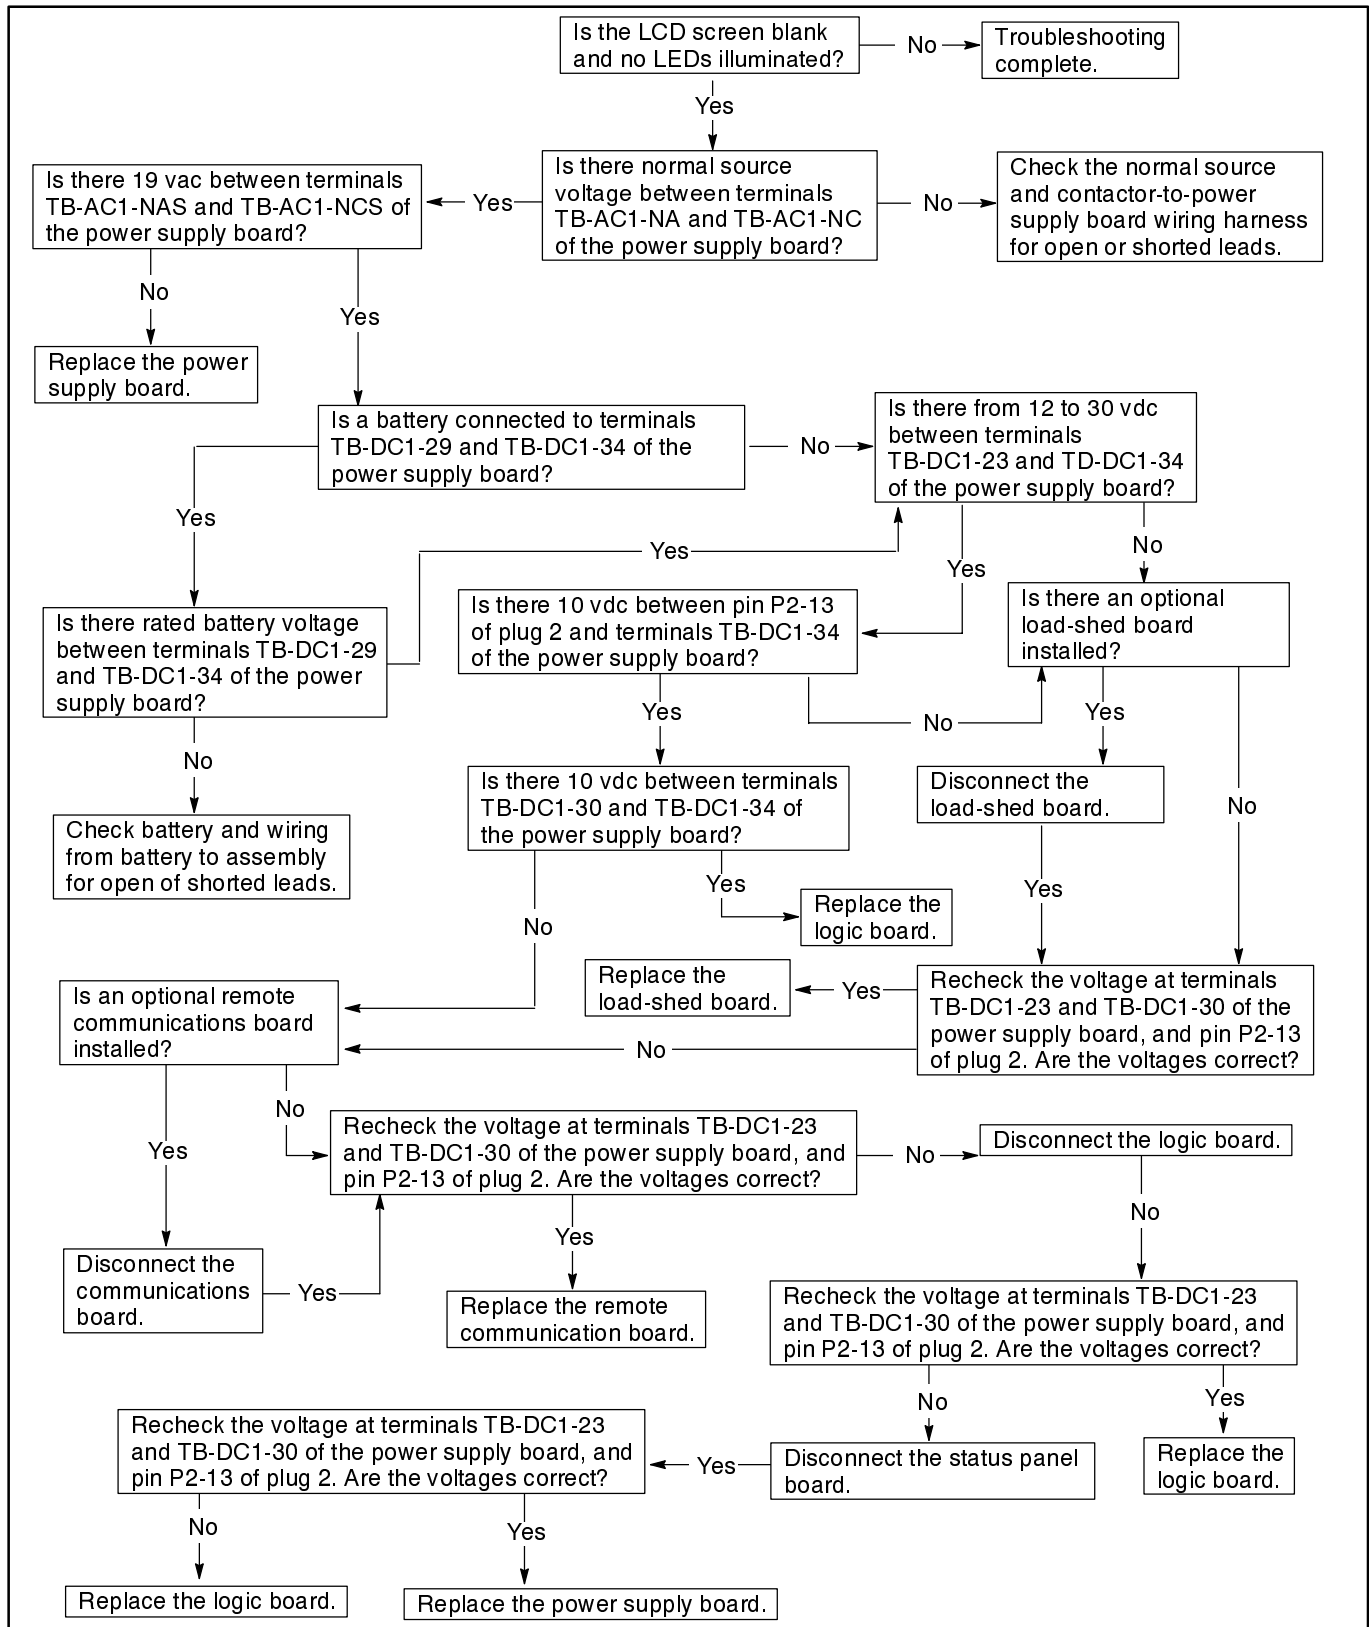 Is the LCD screen blank
and no LEDs illuminated?
No
Troubleshooting
complete.
Yes
Is there 19 vac between terminals
TB-AC1-NAS and TB-AC1-NCS of
the power supply board?
Yes
Is there normal source
voltage between terminals
TB-AC1-NA and TB-AC1-NC
of the power supply board?
No
Check the normal source
and contactor-to-power
supply board wiring harness
for open or shorted leads.
No
Yes
Replace the power
supply board.
Is a battery connected to terminals
TB-DC1-29 and TB-DC1-34 of the
power supply board?
No
Is there from 12 to 30 vdc
between terminals
TB-DC1-23 and TD-DC1-34
of the power supply board?
Yes
Yes
Yes
No
Is there rated battery voltage
between terminals TB-DC1-29
and TB-DC1-34 of the power
supply board?
Is there 10 vdc between pin P2-13
of plug 2 and terminals TB-DC1-34
of the power supply board?
Is there an optional
load-shed board
installed?
Yes
No
Yes
No
No
Check battery and wiring
from battery to assembly
for open of shorted leads.
Is there 10 vdc between terminals
TB-DC1-30 and TB-DC1-34 of
the power supply board?
Disconnect the
load-shed board.
Yes
Yes
No
Replace the
logic board.
Is an optional remote
communications board
installed?
Replace the
load-shed board.
Yes
Recheck the voltage at terminals
TB-DC1-23 and TB-DC1-30 of the
power supply board, and pin P2-13
of plug 2. Are the voltages correct?
No
No
Yes
Recheck the voltage at terminals TB-DC1-23
and TB-DC1-30 of the power supply board, and
pin P2-13 of plug 2. Are the voltages correct?
No
Disconnect the logic board.
No
Yes
Disconnect the
communications
board.
Yes
Replace the remote
communication board.
Recheck the voltage at terminals TB-DC1-23
and TB-DC1-30 of the power supply board, and
pin P2-13 of plug 2. Are the voltages correct?
No
Yes
Recheck the voltage at terminals TB-DC1-23
and TB-DC1-30 of the power supply board, and
pin P2-13 of plug 2. Are the voltages correct?
Yes
Disconnect the status panel
board.
Replace the
logic board.
No
Yes
Replace the logic board.
Replace the power supply board.